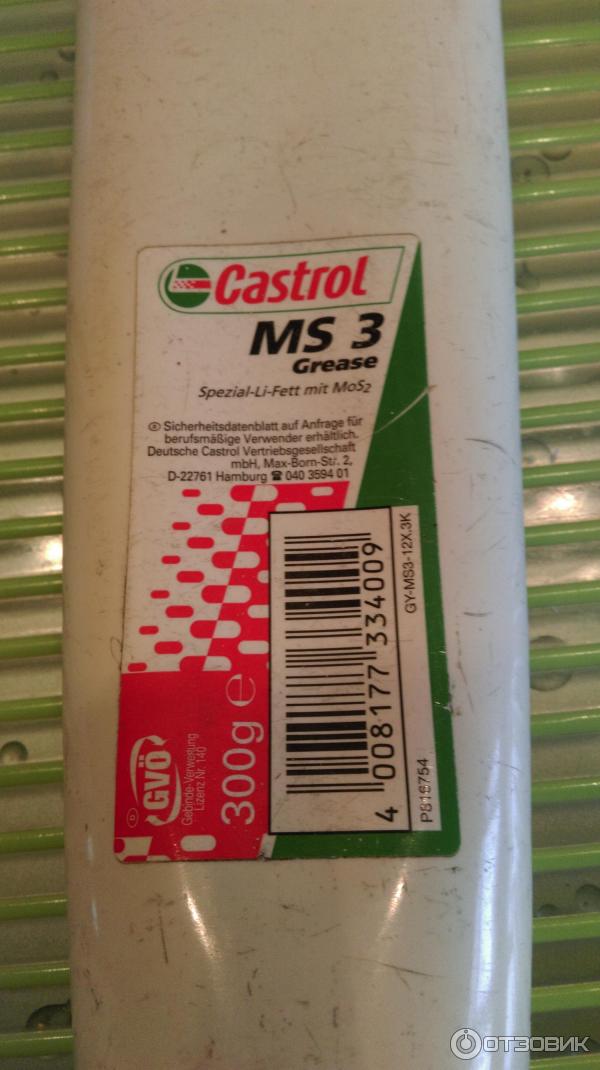 Castrol
MS 3
Grease
Spezial-Li-Fett mit MoS₂
D Sicherheitsdatenblatt auf Anfrage für
berufsmäßige Verwender erhältlich.
Deutsche Castrol Vertriebsgesellschaft
mbH, Max-Born-Str. 2,
D-22761 Hamburg ☎ 040 3594 01
D
GVÖ
Gebinde-Verwertung
Lizenz Nr. 140
300g e
4 008177 334009
GY-MS3-12X.3K
P816754
ОТЗОВИК